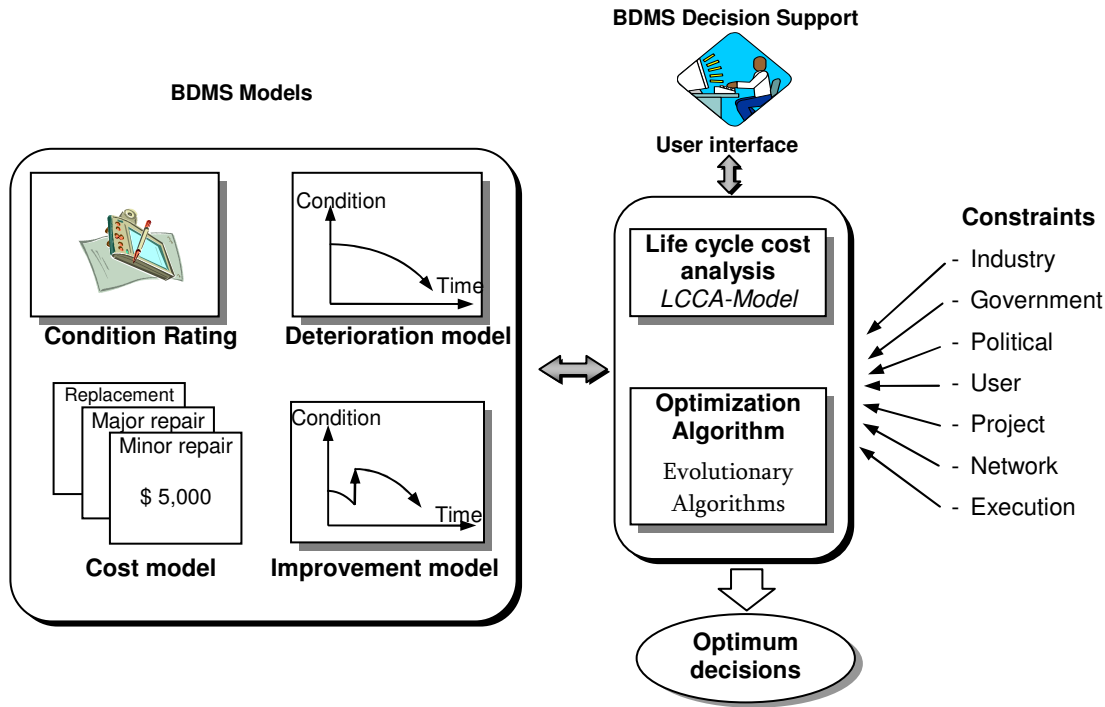 BDMS Decision Support
User interface
BDMS Models
Condition
Time
Condition Rating
Deterioration model
Replacement
Major repair
Minor repair
$ 5,000
Cost model
Condition
Time
Improvement model
Life cycle cost
analysis
LCCA-Model
Optimization
Algorithm
Evolutionary
Algorithms
Constraints
- Industry
- Government
- Political
- User
- Project
- Network
- Execution
Optimum
decisions